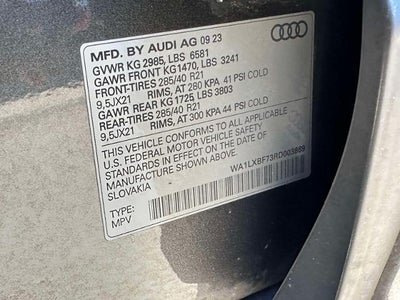 MFD. BY AUDI AG 09 23
GVWR KG 2985, LBS 6581
GAWR FRONT KG1470, LBS 3241
FRONT-TIRES 285/40 R21
9,5JX21 RIMS, AT 280 KPA 41 PSI COLD
GAWR REAR KG 1725, LBS 3803
REAR-TIRES 285/40 R21
9,5JX21 RIMS, AT 300 KPA 44 PSI COLD
THIS VEHICLE CONFORMS TO ALL APPLICABLE
U.S. FEDERAL MOTOR VEHICLE SAFETY
STANDARDS IN EFFECT ON THE DATE OF
MANUFACTURE SHOWN ABOVE.
SLOVAKIA WA1LXBF73RD003869
TYPE:
MPV